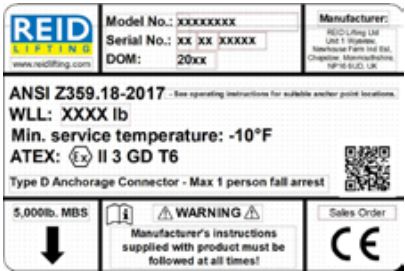 REID
LIFTING
www.reidlifting.com
Model No.: xxxxxxxx
Serial No.: xx xx xxxxx
DOM: 20xx
Manufacturer:
REID Lifting Ltd
Unit 1 Wyeview,
Newhouse Farm Ind Est,
Chepstow, Monmouthshire,
NP16 6UD, UK
ANSI Z359.18-2017 - See operating instructions for suitable anchor point locations.
WLL: XXXX lb
Min. service temperature: -10°F
ATEX: Ex II 3 GD T6
Type D Anchorage Connector - Max 1 person fall arrest
5,000lb. MBS
i
⚠ WARNING ⚠
Manufacturer's instructions
supplied with product must be
followed at all times!
Sales Order
CE